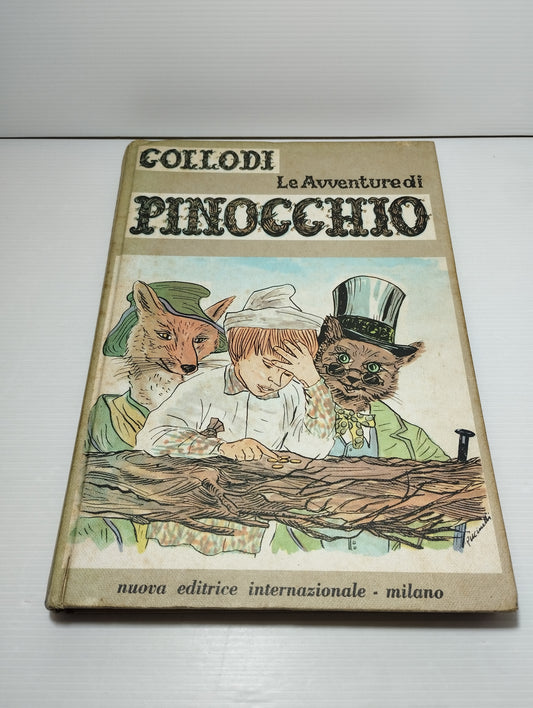 COLLODI
Le Avventure di
PINOCCHIO
nuova editrice internazionale - milano